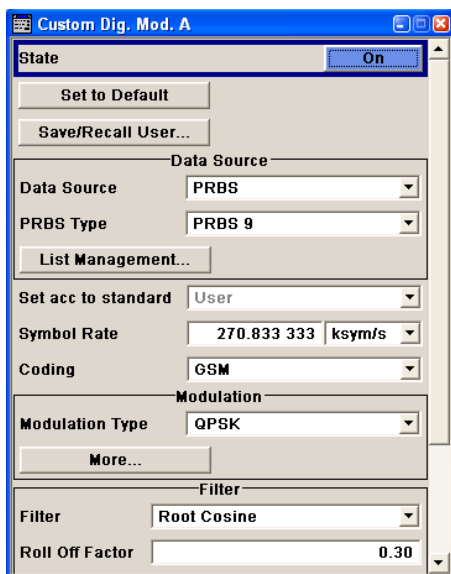 Custom Dig. Mod. A
State On
Set to Default
Save/Recall User...
Data Source
Data Source PRBS
PRBS Type PRBS 9
List Management...
Set acc to standard User
Symbol Rate 270.833 333 ksym/s
Coding GSM
Modulation
Modulation Type QPSK
More...
Filter
Filter Root Cosine
Roll Off Factor 0.30